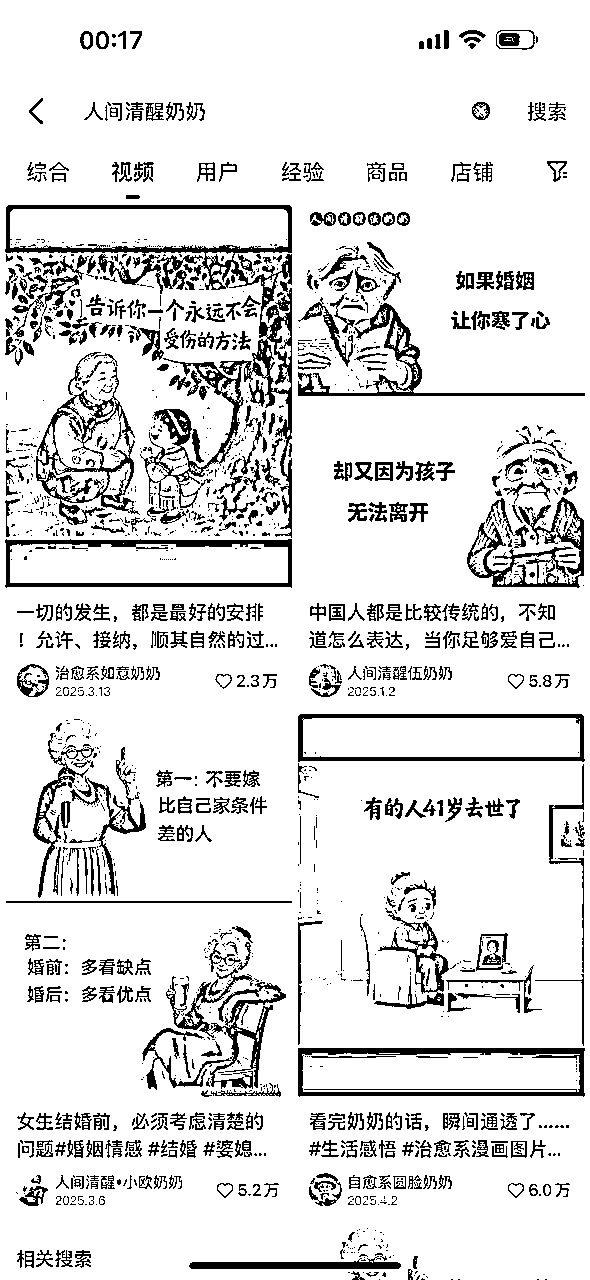 00:17
人间清醒奶奶
搜索
综合
视频
用户
经验
商品
店铺
告诉你一个永远不会
受伤的方法
一切的发生，都是最好的安排
！允许、接纳，顺其自然的过...
治愈系如意奶奶
2025.3.13
2.3万
如果婚姻
让你寒了心
却又因为孩子
无法离开
中国人都是比较传统的，不知
道怎么表达，当你足够爱自己...
人间清醒伍奶奶
2025.1.2
5.8万
第一：不要嫁
比自己家条件
差的人
第二：
婚前：多看缺点
婚后：多看优点
女生结婚前，必须考虑清楚的
问题#婚姻情感 #结婚 #婆媳...
人间清醒•小欧奶奶
2025.3.6
5.2万
有的人41岁去世了
看完奶奶的话，瞬间通透了......
#生活感悟 #治愈系漫画图片...
自愈系圆脸奶奶
2025.4.2
6.0万
相关搜索